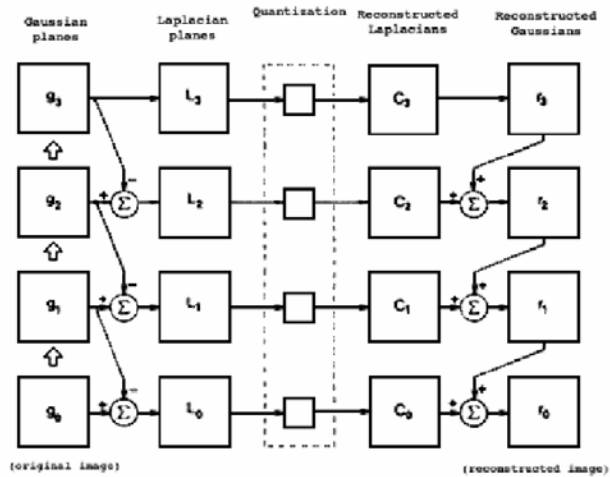 Gaussian planes
Laplacian planes
Quantization
Reconstructed Laplacians
Reconstructed Gaussians
g₃ L₃ C₃ r₃
− +
g₂ + Σ L₂ C₂ + Σ r₂
− +
g₁ + Σ L₁ C₁ + Σ r₁
− +
g₀ + Σ L₀ C₀ + Σ r₀
(original image) (reconstructed image)